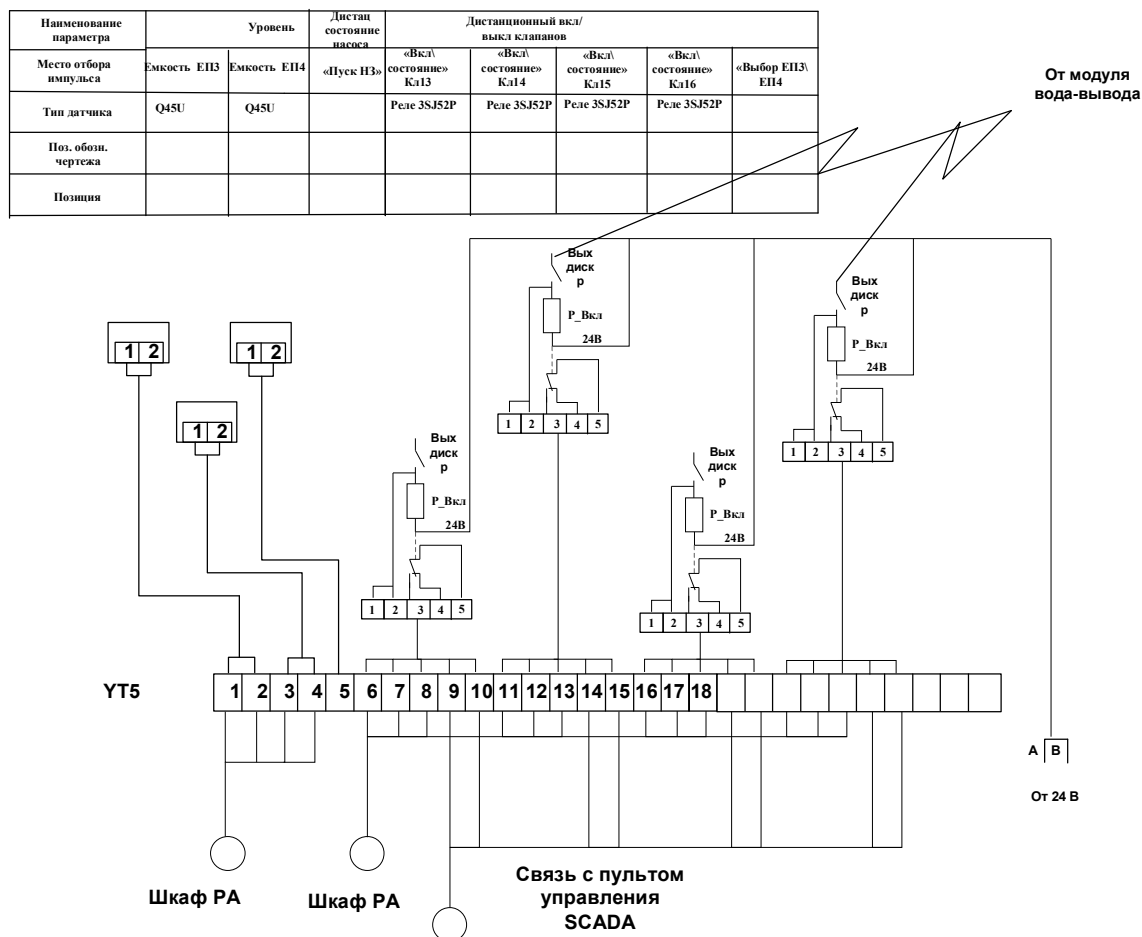 Наименование параметра
Уровень
Дистац состояние насоса
Дистанционный вкл/ выкл клапанов
Место отбора импульса
Емкость ЕП3
Емкость ЕП4
«Пуск НЗ»
«Вкл\ состояние» Кл13
«Вкл\ состояние» Кл14
«Вкл\ состояние» Кл15
«Вкл\ состояние» Кл16
«Выбор ЕП3\ ЕП4
Тип датчика
Q45U
Q45U
Реле 3SJ52P
Реле 3SJ52P
Реле 3SJ52P
Реле 3SJ52P
Поз. обозн. чертежа
Позиция
От модуля
вода-вывода
Вых
диск
р
Р_Вкл
24В
1 2 3 4 5
Вых
диск
р
Р_Вкл
24В
1 2 3 4 5
1 2
1 2
1 2
Вых
диск
р
Р_Вкл
24В
1 2 3 4 5
Вых
диск
р
Р_Вкл
24В
1 2 3 4 5
YT5
1 2 3 4 5 6 7 8 9 10 11 12 13 14 15 16 17 18
А В
От 24 В
Шкаф РА
Шкаф РА
Связь с пультом
управления
SCADA